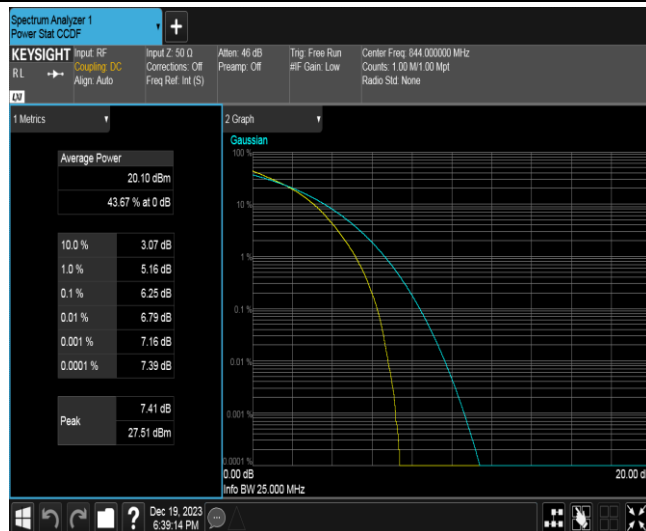 Spectrum Analyzer 1
Power Stat CCDF
+
KEYSIGHT
RL
LXI
Input: RF
Coupling: DC
Align: Auto
Input Z: 50 Ω
Corrections: Off
Freq Ref: Int (S)
Atten: 46 dB
Preamp: Off
Trig: Free Run
#IF Gain: Low
Center Freq: 844.000000 MHz
Counts: 1.00 M/1.00 Mpt
Radio Std: None
1 Metrics
Average Power
20.10 dBm
43.67 % at 0 dB
10.0 % 3.07 dB
1.0 % 5.16 dB
0.1 % 6.25 dB
0.01 % 6.79 dB
0.001 % 7.16 dB
0.0001 % 7.39 dB
Peak
7.41 dB
27.51 dBm
2 Graph
Gaussian
100 %
10 %
1 %
0.1 %
0.01 %
0.001 %
0.0001 %
0.00 dB
20.00 d
Info BW 25.000 MHz
?
Dec 19, 2023
6:39:14 PM